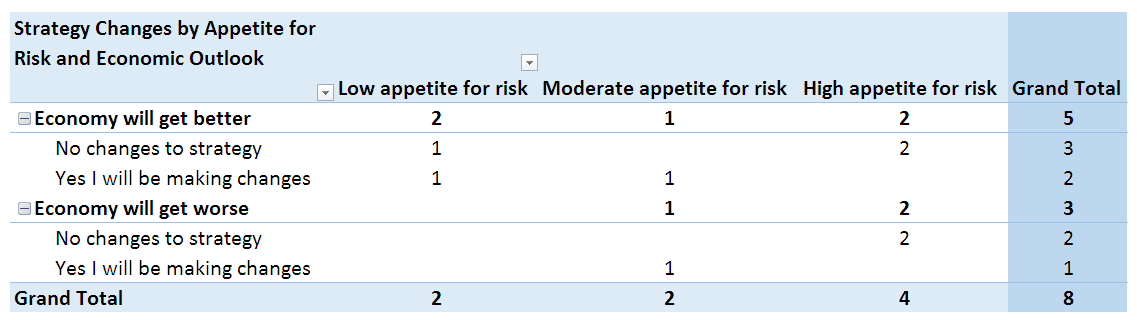 Strategy Changes by Appetite for
Risk and Economic Outlook
Low appetite for risk Moderate appetite for risk High appetite for risk Grand Total
Economy will get better 2 1 2 5
No changes to strategy 1 2 3
Yes I will be making changes 1 1 2
Economy will get worse 1 2 3
No changes to strategy 2 2
Yes I will be making changes 1 1
Grand Total 2 2 4 8